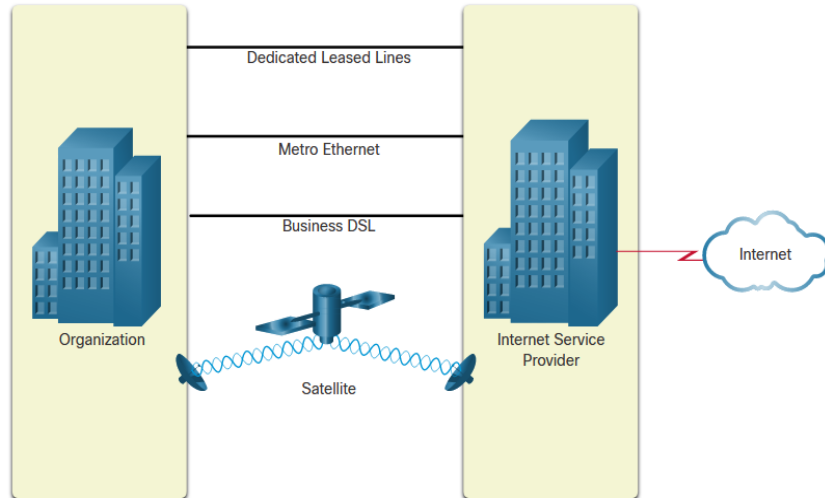 Dedicated Leased Lines
Metro Ethernet
Business DSL
Internet
Organization
Internet Service
Provider
Satellite